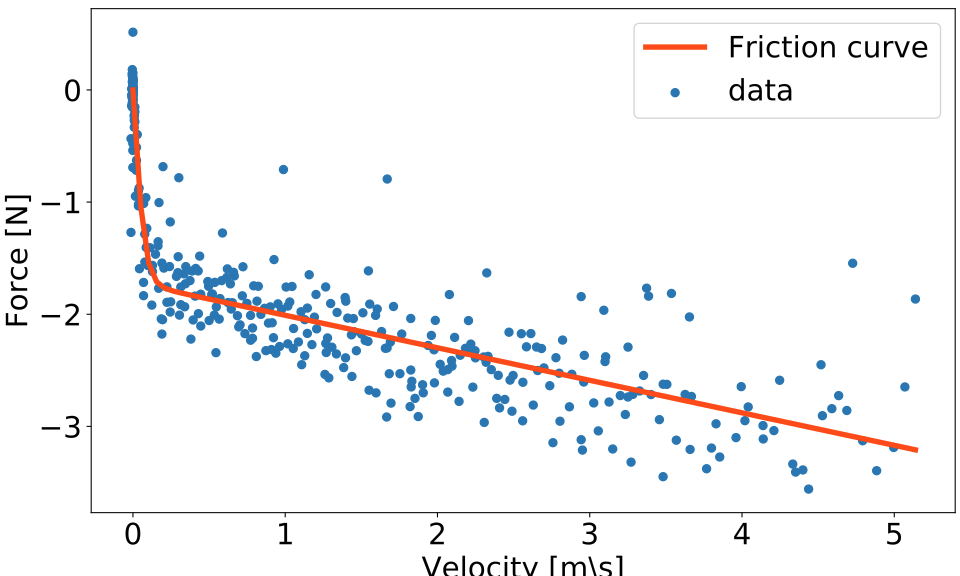 Friction curve
data
0
−1
−2
−3
Force [N]
0 1 2 3 4 5
Velocity [m\s]